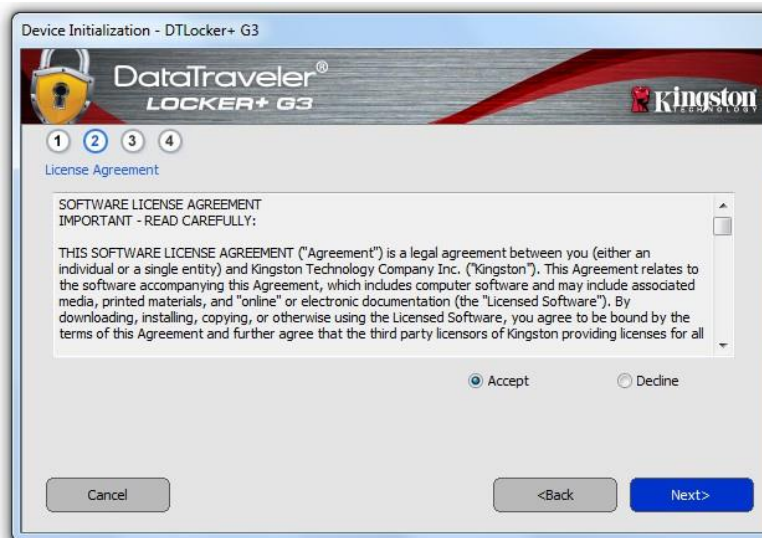 Device Initialization - DTLocker+ G3
DataTraveler®
LOCKER+ G3
Kingston
TECHNOLOGY
1 2 3 4
License Agreement
SOFTWARE LICENSE AGREEMENT
IMPORTANT - READ CAREFULLY:
THIS SOFTWARE LICENSE AGREEMENT ("Agreement") is a legal agreement between you (either an
individual or a single entity) and Kingston Technology Company Inc. ("Kingston"). This Agreement relates to
the software accompanying this Agreement, which includes computer software and may include associated
media, printed materials, and "online" or electronic documentation (the "Licensed Software"). By
downloading, installing, copying, or otherwise using the Licensed Software, you agree to be bound by the
terms of this Agreement and further agree that the third party licensors of Kingston providing licenses for all
Accept Decline
Cancel <Back Next>